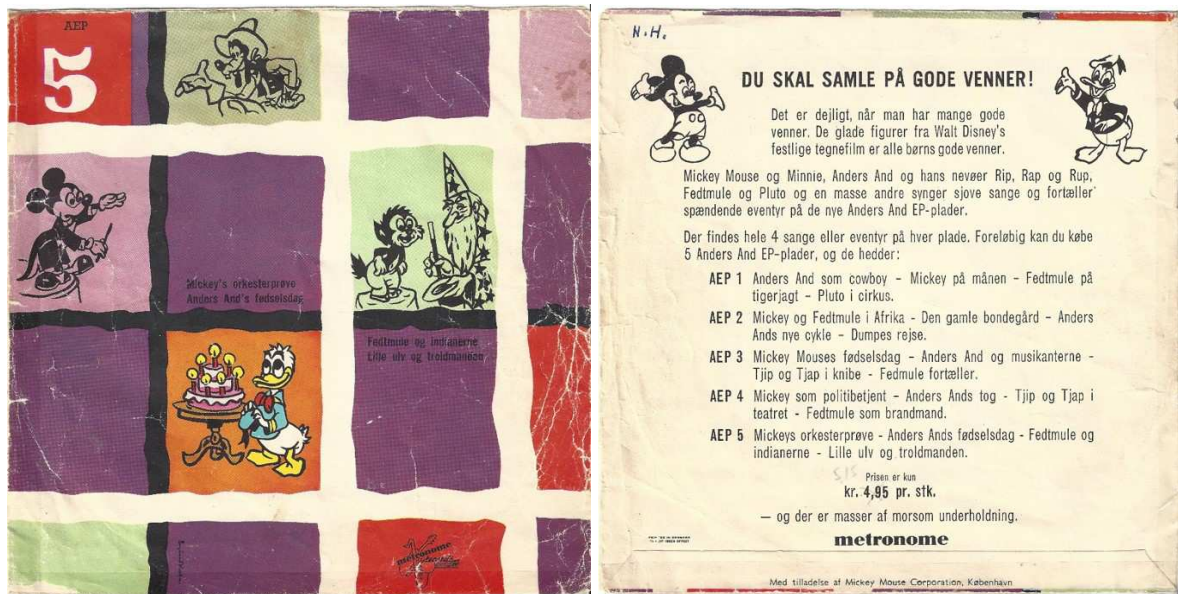 AEP
5
Mickey's orkesterprøve
Anders And's fødselsdag
Fedtmule og indianerne
Lille ulv og troldmanden
metronome
N.H.
DU SKAL SAMLE PÅ GODE VENNER!
Det er dejligt, når man har mange gode
venner. De glade figurer fra Walt Disney's
festlige tegnefilm er alle børns gode venner.
Mickey Mouse og Minnie, Anders And og hans nevøer Rip, Rap og Rup,
Fedtmule og Pluto og en masse andre synger sjove sange og fortæller
spændende eventyr på de nye Anders And EP-plader.
Der findes hele 4 sange eller eventyr på hver plade. Foreløbig kan du købe
5 Anders And EP-plader, og de hedder:
AEP 1 Anders And som cowboy - Mickey på månen - Fedtmule på
tigerjagt - Pluto i cirkus.
AEP 2 Mickey og Fedtmule i Afrika - Den gamle bondegård - Anders
Ands nye cykle - Dumpes rejse.
AEP 3 Mickey Mouses fødselsdag - Anders And og musikanterne -
Tjip og Tjap i knibe - Fedmule fortæller.
AEP 4 Mickey som politibetjent - Anders Ands tog - Tjip og Tjap i
teatret - Fedtmule som brandmand.
AEP 5 Mickeys orkesterprøve - Anders Ands fødselsdag - Fedtmule og
indianerne - Lille ulv og troldmanden.
5,15 Prisen er kun
kr. 4,95 pr. stk.
— og der er masser af morsom underholdning.
metronome
Med tilladelse af Mickey Mouse Corporation, København